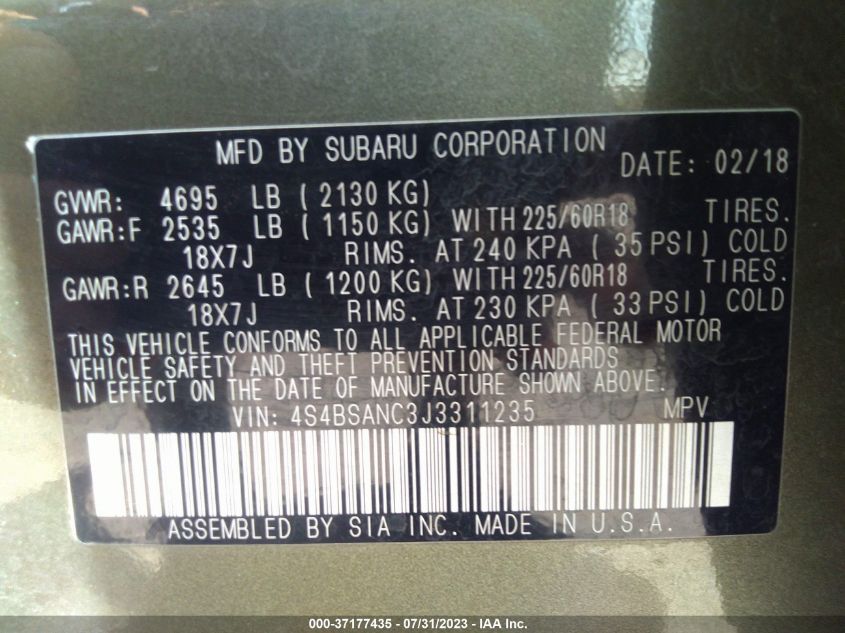 MFD BY SUBARU CORPORATION DATE: 02/18
GVWR: 4695 LB ( 2130 KG)
GAWR:F 2535 LB ( 1150 KG) WITH 225/60R18 TIRES.
18X7J RIMS. AT 240 KPA ( 35 PSI) COLD
GAWR:R 2645 LB ( 1200 KG) WITH 225/60R18 TIRES.
18X7J RIMS. AT 230 KPA ( 33 PSI) COLD
THIS VEHICLE CONFORMS TO ALL APPLICABLE FEDERAL MOTOR
VEHICLE SAFETY AND THEFT PREVENTION STANDARDS
IN EFFECT ON THE DATE OF MANUFACTURE SHOWN ABOVE.
VIN: 4S4BSANC3J3311235 MPV
ASSEMBLED BY SIA INC. MADE IN U.S.A.
000-37177435 - 07/31/2023 - IAA Inc.